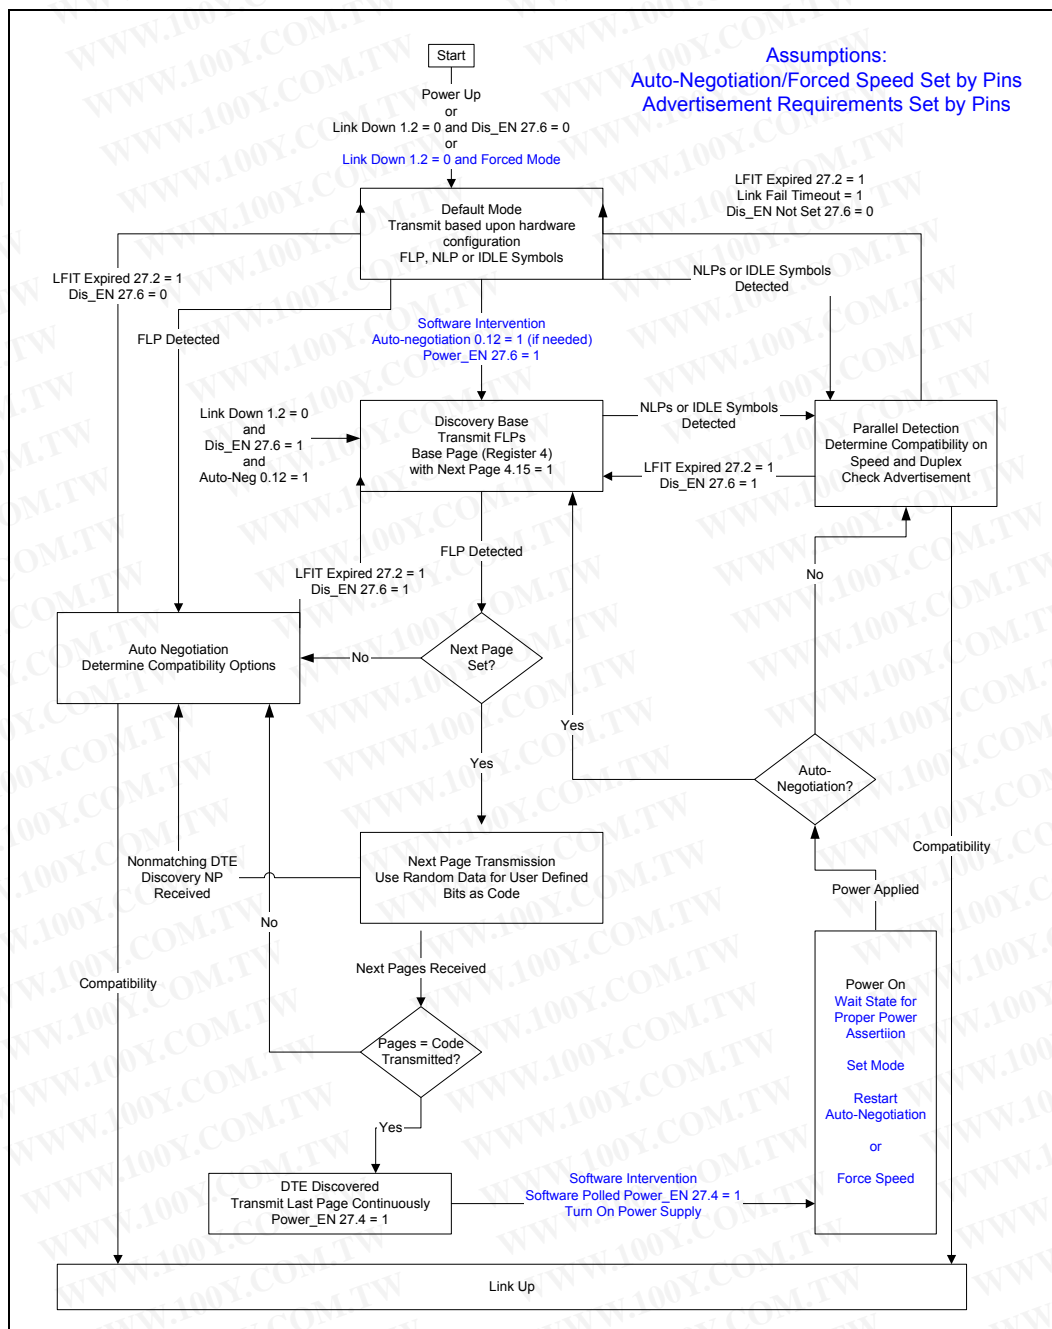 Start
Assumptions:
Auto-Negotiation/Forced Speed Set by Pins
Advertisement Requirements Set by Pins
Power Up
or
Link Down 1.2 = 0 and Dis_EN 27.6 = 0
or
Link Down 1.2 = 0 and Forced Mode
LFIT Expired 27.2 = 1
Link Fail Timeout = 1
Dis_EN Not Set 27.6 = 0
Default Mode
Transmit based upon hardware
configuration
FLP, NLP or IDLE Symbols
LFIT Expired 27.2 = 1
Dis_EN 27.6 = 0
NLPs or IDLE Symbols
Detected
FLP Detected
Software Intervention
Auto-negotiation 0.12 = 1 (if needed)
Power_EN 27.6 = 1
Link Down 1.2 = 0
and
Dis_EN 27.6 = 1
and
Auto-Neg 0.12 = 1
Discovery Base
Transmit FLPs
Base Page (Register 4)
with Next Page 4.15 = 1
NLPs or IDLE Symbols
Detected
LFIT Expired 27.2 = 1
Dis_EN 27.6 = 1
Parallel Detection
Determine Compatibility on
Speed and Duplex
Check Advertisement
FLP Detected
LFIT Expired 27.2 = 1
Dis_EN 27.6 = 1
No
Auto Negotiation
Determine Compatibility Options
No
Next Page
Set?
Yes
Yes
Auto-
Negotiation?
Nonmatching DTE
Discovery NP
Received
Next Page Transmission
Use Random Data for User Defined
Bits as Code
Compatibility
Power Applied
No
Next Pages Received
Compatibility
Pages = Code
Transmitted?
Power On
Wait State for
Proper Power
Assertiion
Set Mode
Restart
Auto-Negotiation
or
Force Speed
Yes
DTE Discovered
Transmit Last Page Continuously
Power_EN 27.4 = 1
Software Intervention
Software Polled Power_EN 27.4 = 1
Turn On Power Supply
Link Up
WWW.100Y.COM.TW